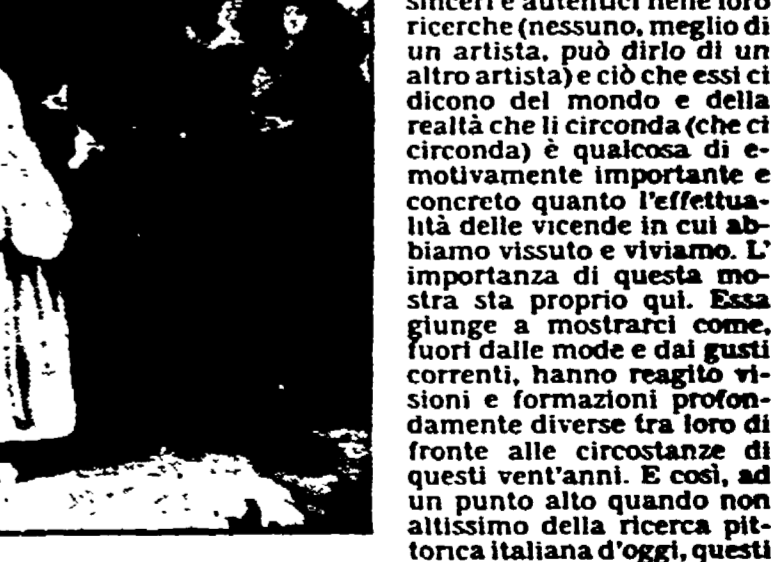 sinceri e autentici nelle loro
ricerche (nessuno, meglio di
un artista, può dirlo di un
altro artista) e ciò che essi ci
dicono del mondo e della
realtà che li circonda (che ci
circonda) è qualcosa di e-
motivamente importante e
concreto quanto l'effettua-
lità delle vicende in cui ab-
biamo vissuto e viviamo. L'
importanza di questa mo-
stra sta proprio qui. Essa
giunge a mostrarci come,
fuori dalle mode e dai gusti
correnti, hanno reagito vi-
sioni e formazioni profon-
damente diverse tra loro di
fronte alle circostanze di
questi vent'anni. E così, ad
un punto alto quando non
altissimo della ricerca pit-
torica italiana d'oggi, questi